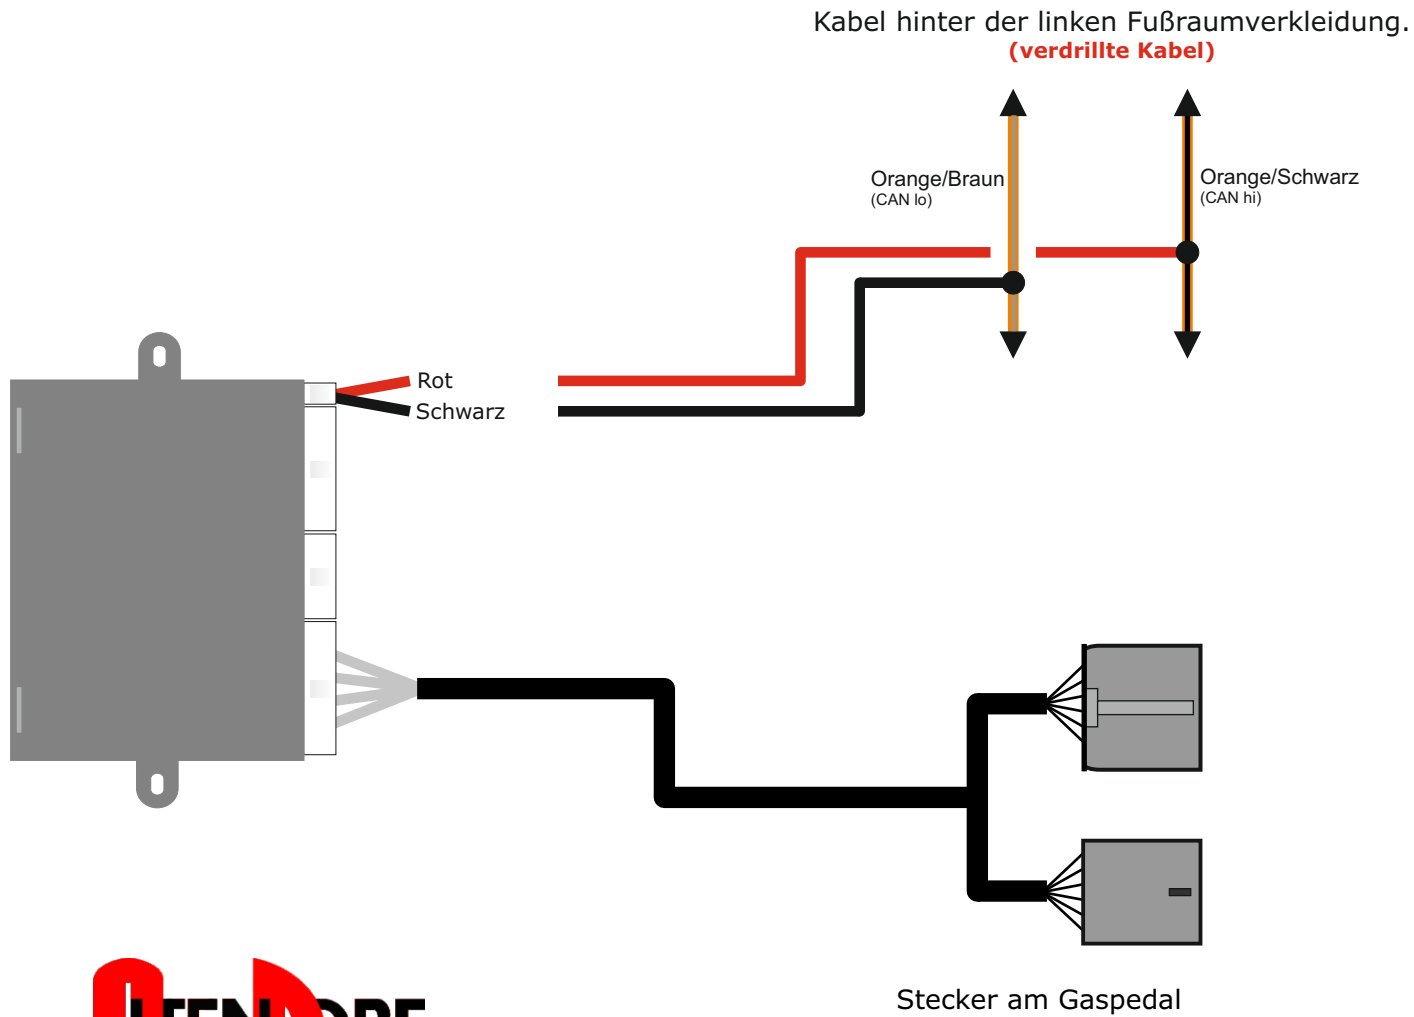 Kabel hinter der linken Fußraumverkleidung.
(verdrillte Kabel)
Orange/Braun
(CAN lo)
Orange/Schwarz
(CAN hi)
Rot
Schwarz
Stecker am Gaspedal